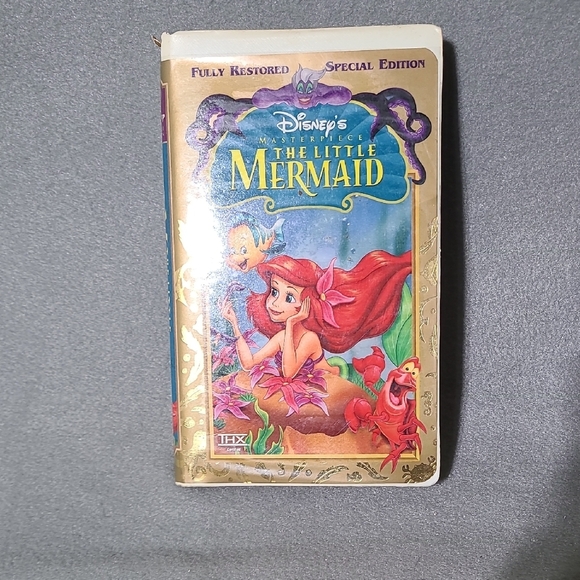 FULLY RESTORED SPECIAL EDITION
DISNEY'S
MASTERPIECE
THE LITTLE
MERMAID
THX